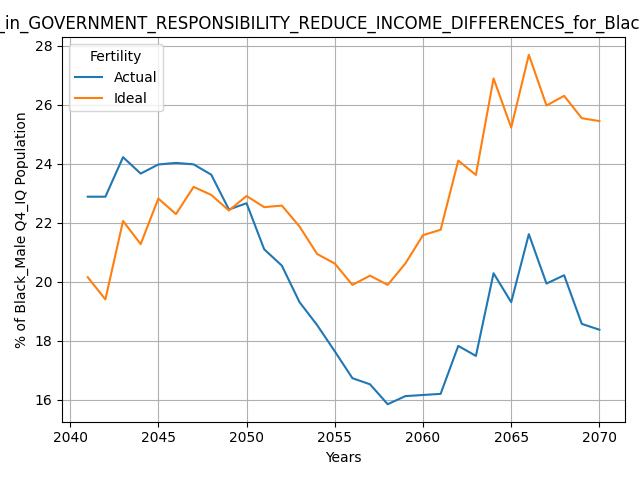 _in_GOVERNMENT_RESPONSIBILITY_REDUCE_INCOME_DIFFERENCES_for_Blac
Fertility
Actual
Ideal
% of Black_Male Q4_IQ Population
28
26
24
22
20
18
16
2040 2045 2050 2055 2060 2065 2070
Years